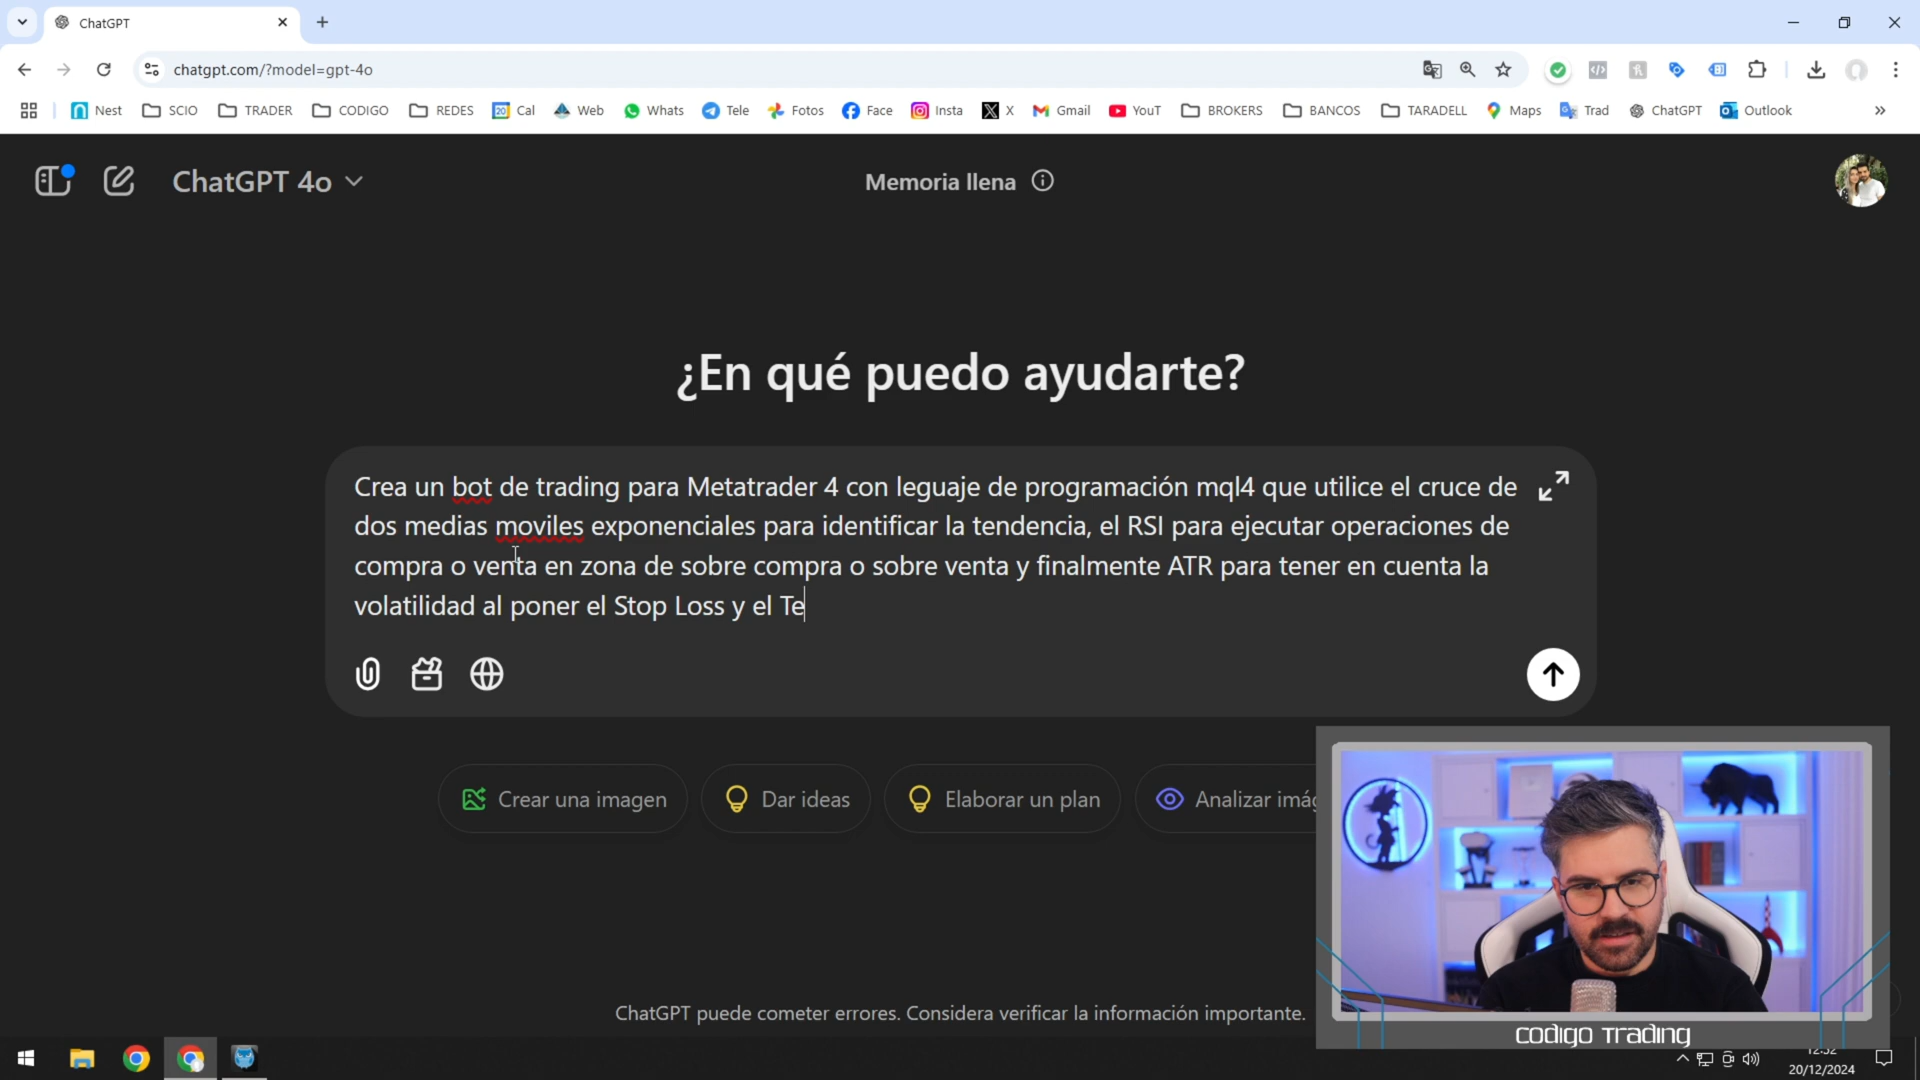 ChatGPT
chatgpt.com/?model=gpt-4o
Nest SCIO TRADER CODIGO REDES 20 Cal Web Whats Tele Fotos Face Insta X Gmail YouT BROKERS BANCOS TARADELL Maps Trad ChatGPT Outlook »
ChatGPT 4o
Memoria llena
¿En qué puedo ayudarte?
Crea un bot de trading para Metatrader 4 con leguaje de programación mql4 que utilice el cruce de
dos medias moviles exponenciales para identificar la tendencia, el RSI para ejecutar operaciones de
compra o venta en zona de sobre compra o sobre venta y finalmente ATR para tener en cuenta la
volatilidad al poner el Stop Loss y el Te
Crear una imagen Dar ideas Elaborar un plan Analizar imág
ChatGPT puede cometer errores. Considera verificar la información importante.
CODIGO TRADING
12:52
20/12/2024